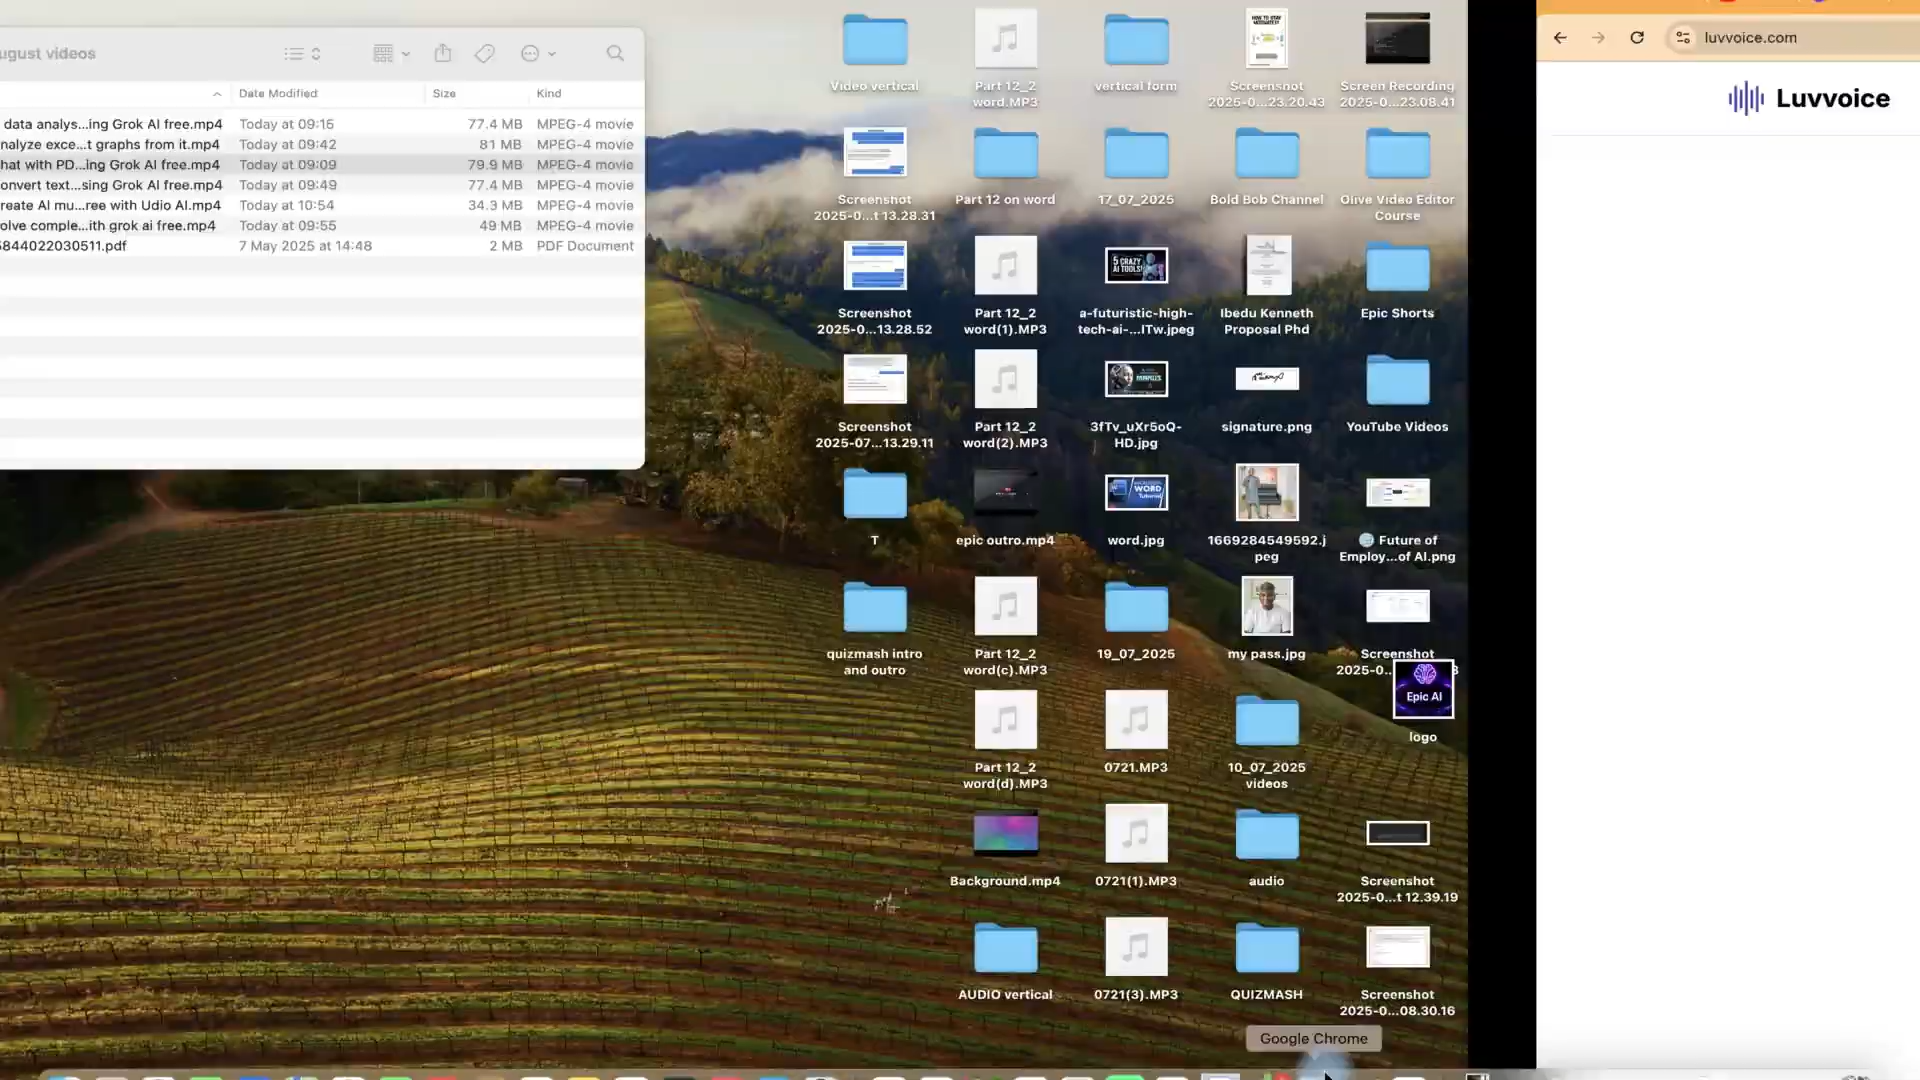 ugust videos
Date Modified
Size
Kind
data analys...ing Grok AI free.mp4 Today at 09:15 77.4 MB MPEG-4 movie
nalyze exce...t graphs from it.mp4 Today at 09:42 81 MB MPEG-4 movie
hat with PD...ing Grok AI free.mp4 Today at 09:09 79.9 MB MPEG-4 movie
onvert text...sing Grok AI free.mp4 Today at 09:49 77.4 MB MPEG-4 movie
reate AI mu...ree with Udio AI.mp4 Today at 10:54 34.3 MB MPEG-4 movie
olve comple...ith grok ai free.mp4 Today at 09:55 49 MB MPEG-4 movie
5844022030511.pdf 7 May 2025 at 14:48 2 MB PDF Document
Video vertical
Part 12_2
word.MP3
vertical form
Screenshot
2025-0...23.20.43
Screen Recording
2025-0...23.08.41
Screenshot
2025-0...t 13.28.31
Part 12 on word
17_07_2025
Bold Bob Channel
Olive Video Editor
Course
Screenshot
2025-0...13.28.52
Part 12_2
word(1).MP3
5 CRAZY
AI TOOLS!
a-futuristic-high-
tech-ai-...lTw.jpeg
Ibedu Kenneth
Proposal Phd
Epic Shorts
Screenshot
2025-07...13.29.11
Part 12_2
word(2).MP3
3fTv_uXr5oQ-
HD.jpg
signature.png
YouTube Videos
T
epic outro.mp4
WORD
Tutorial
word.jpg
1669284549592.j
peg
Future of
Employ...of AI.png
quizmash intro
and outro
Part 12_2
word(c).MP3
19_07_2025
my pass.jpg
Screenshot
2025-0...
Epic AI
logo
Part 12_2
word(d).MP3
0721.MP3
10_07_2025
videos
Background.mp4
0721(1).MP3
audio
Screenshot
2025-0...t 12.39.19
AUDIO vertical
0721(3).MP3
QUIZMASH
Screenshot
2025-0...08.30.16
Google Chrome
luvvoice.com
Luvvoice